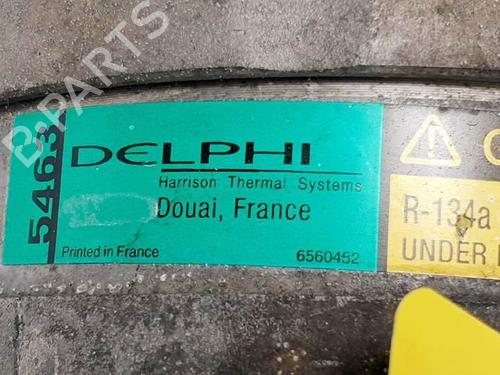 5463
DELPHI
Harrison Thermal Systems
Douai, France
Printed in France
6560452
R-134a
UNDER
B-PARTS